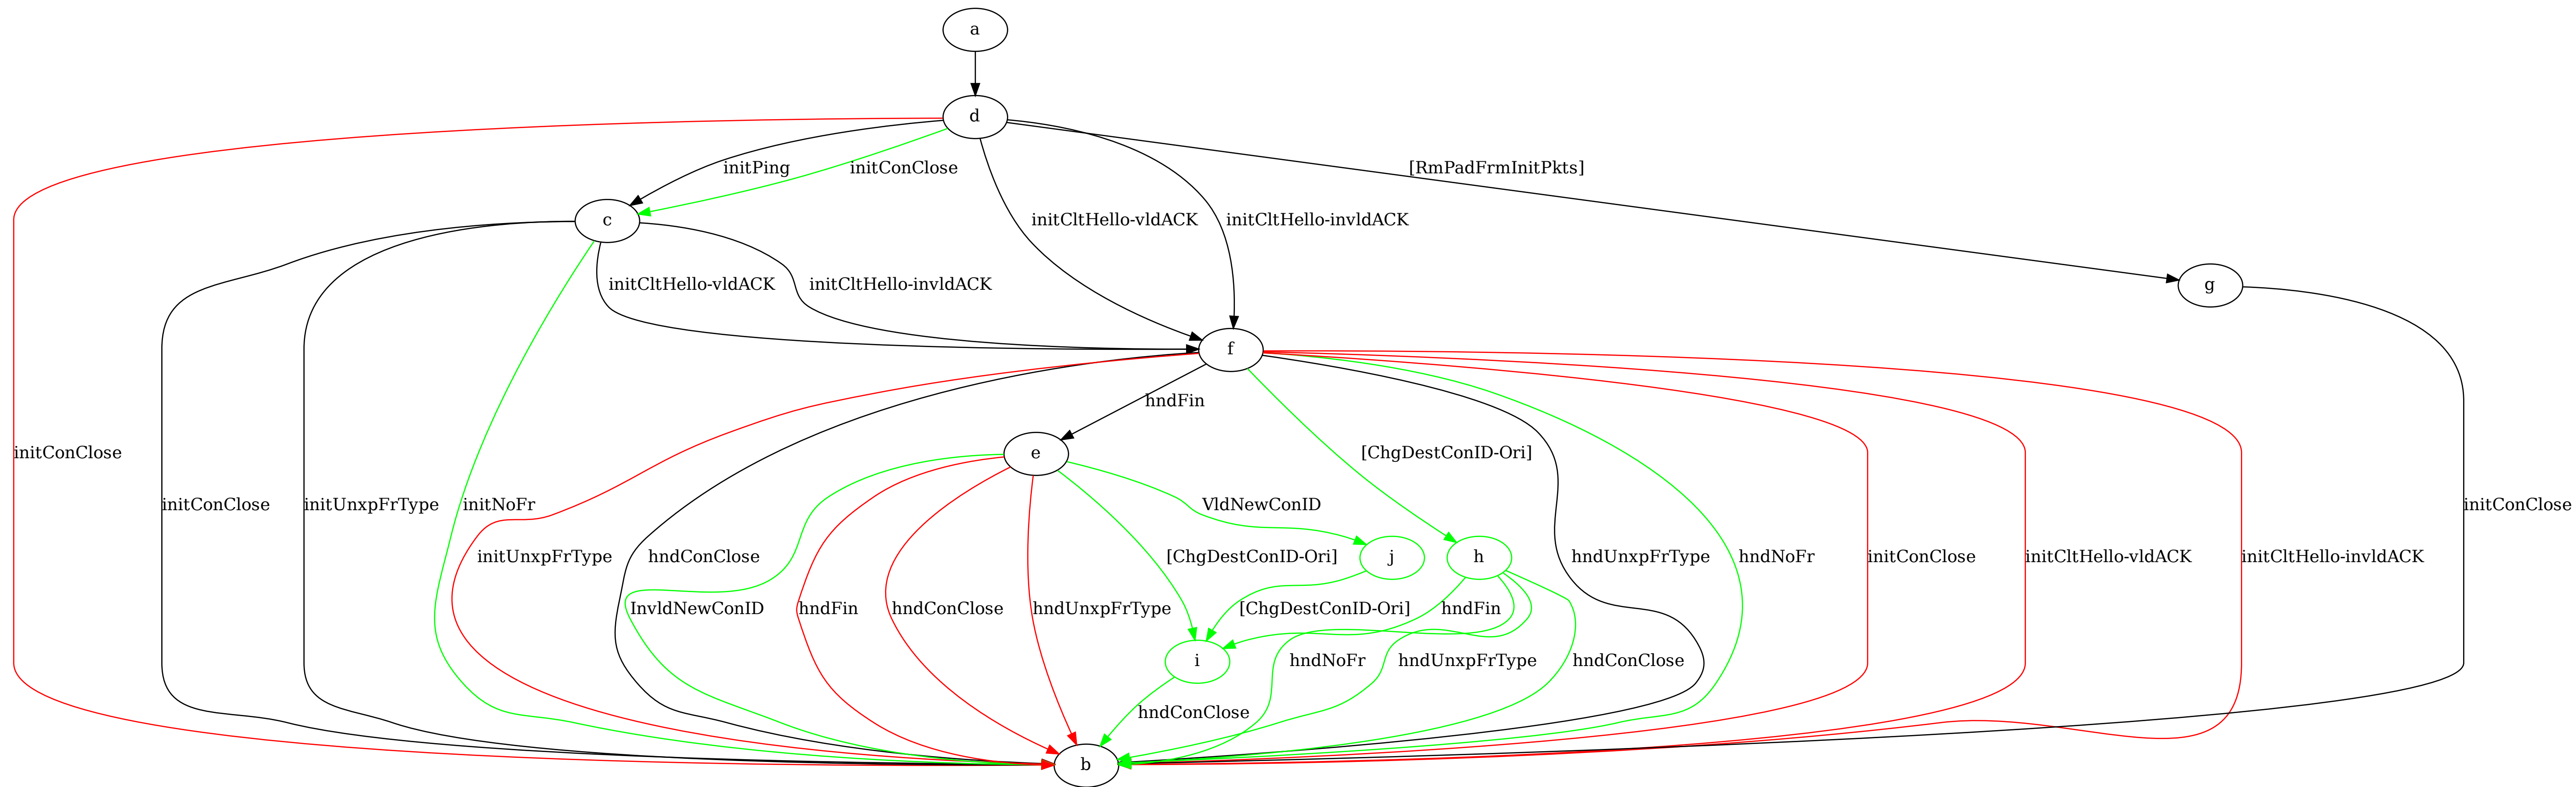 a
d
initPing
initConClose
[RmPadFrmInitPkts]
c
initCltHello-vldACK
initCltHello-invldACK
initCltHello-vldACK
initCltHello-invldACK
g
f
hndFin
initConClose
e
[ChgDestConID-Ori]
initConClose
initUnxpFrType
initNoFr
VldNewConID
initConClose
initUnxpFrType
hndConClose
[ChgDestConID-Ori]
j
h
hndUnxpFrType
hndNoFr
initConClose
initCltHello-vldACK
initCltHello-invldACK
InvldNewConID
hndFin
hndConClose
hndUnxpFrType
[ChgDestConID-Ori]
hndFin
i
hndNoFr
hndUnxpFrType
hndConClose
hndConClose
b